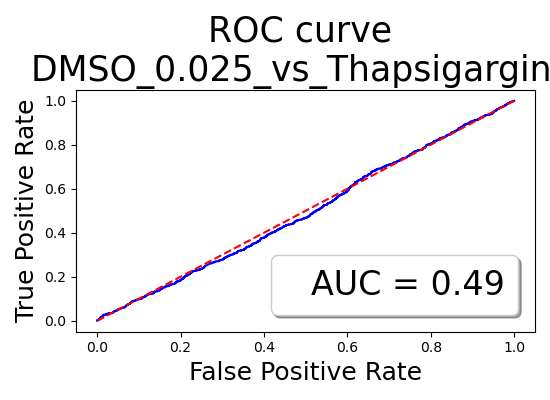 ROC curve
DMSO_0.025_vs_Thapsigargin
True Positive Rate
1.0
0.8
0.6
0.4
0.2
0.0
AUC = 0.49
0.0 0.2 0.4 0.6 0.8 1.0
False Positive Rate